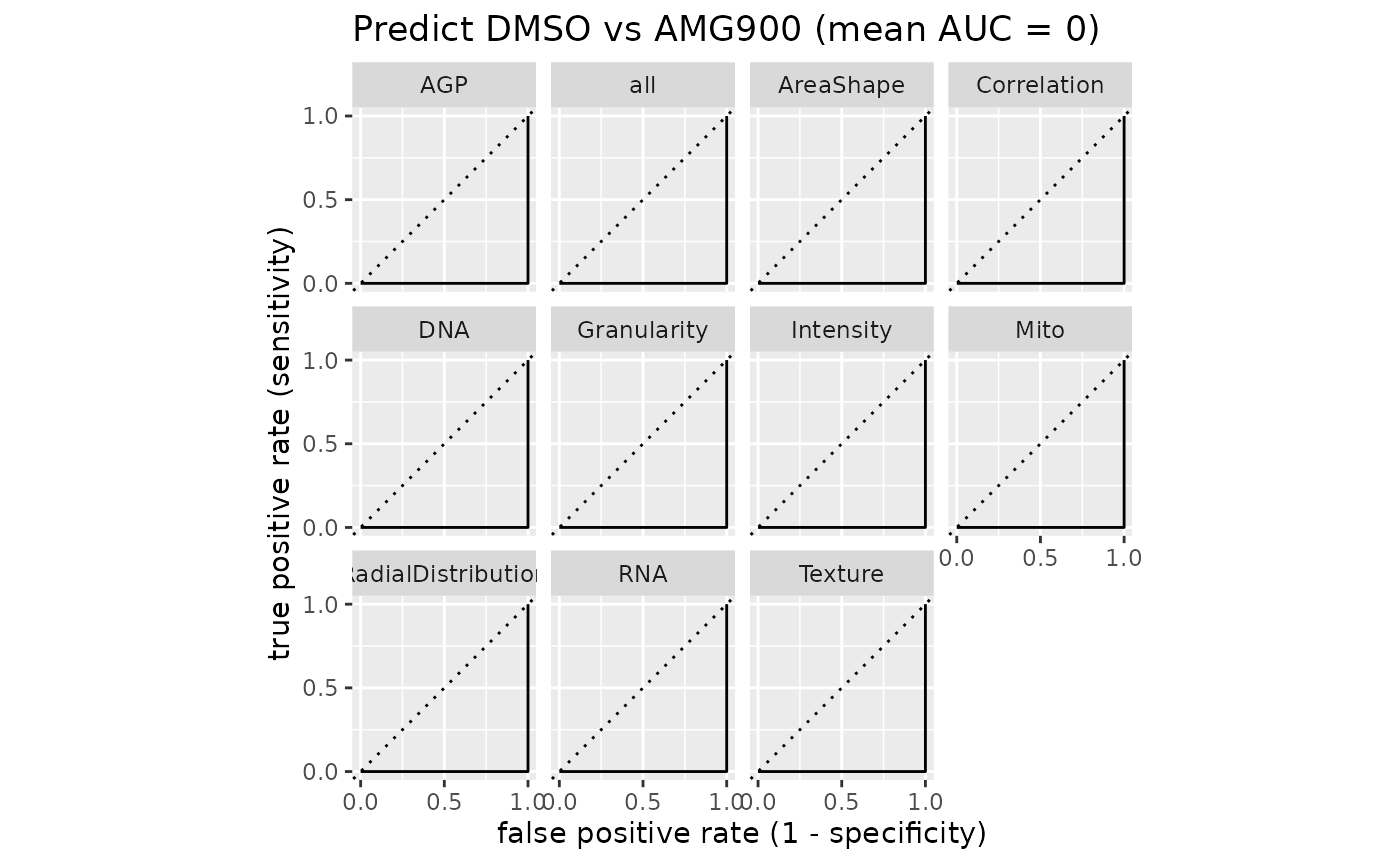 Predict DMSO vs AMG900 (mean AUC = 0)
AGP all AreaShape Correlation
1.0
0.5
0.0
DNA Granularity Intensity Mito
1.0
0.5
0.0
0.0 0.5 1.0
RadialDistribution RNA Texture
1.0
0.5
0.0
0.0 0.5 1.0 0.0 0.5 1.0 0.0 0.5 1.0
false positive rate (1 - specificity)
true positive rate (sensitivity)